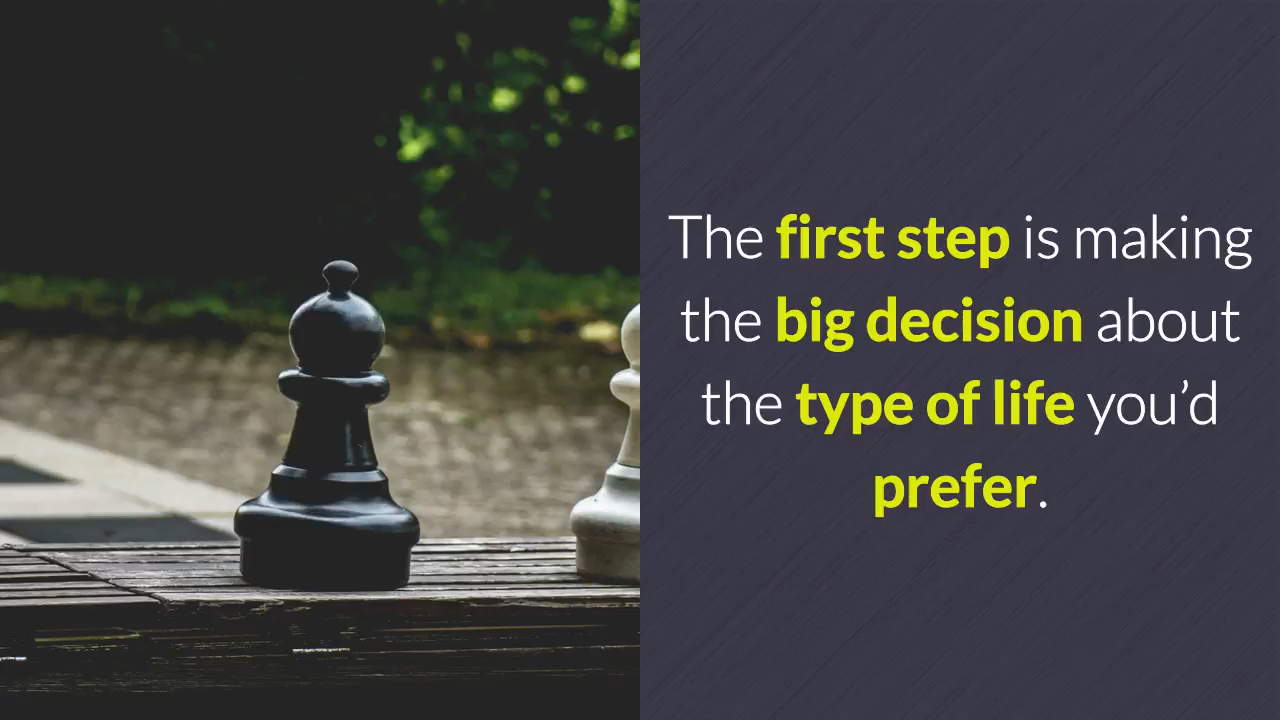 The first step is making
the big decision about
the type of life you’d
prefer.